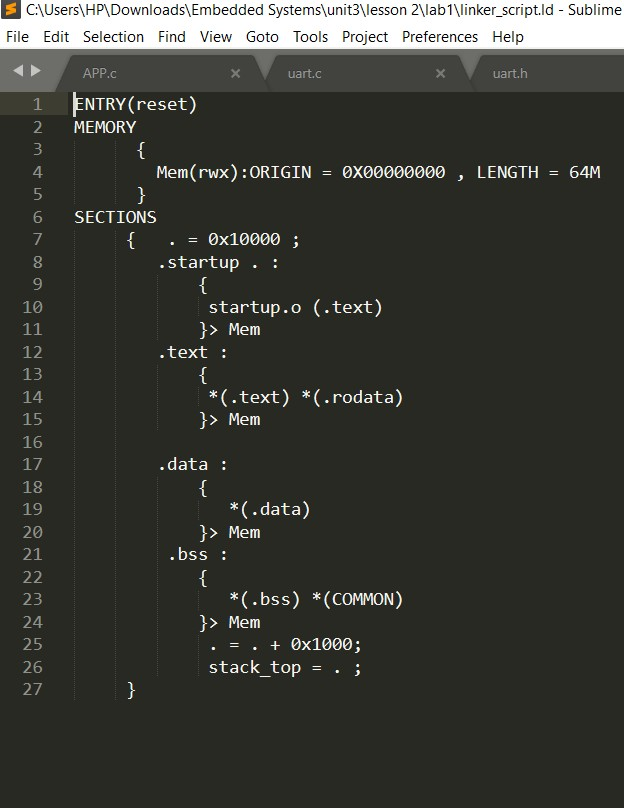 C:\Users\HP\Downloads\Embedded Systems\unit3\lesson 2\lab1\linker_script.ld - Sublime
File Edit Selection Find View Goto Tools Project Preferences Help
APP.c × uart.c × uart.h
1 ENTRY(reset)
2 MEMORY
3 {
4 Mem(rwx):ORIGIN = 0X00000000 , LENGTH = 64M
5 }
6 SECTIONS
7 { . = 0x10000 ;
8 .startup . :
9 {
10 startup.o (.text)
11 }> Mem
12 .text :
13 {
14 *(.text) *(.rodata)
15 }> Mem
16
17 .data :
18 {
19 *(.data)
20 }> Mem
21 .bss :
22 {
23 *(.bss) *(COMMON)
24 }> Mem
25 . = . + 0x1000;
26 stack_top = . ;
27 }